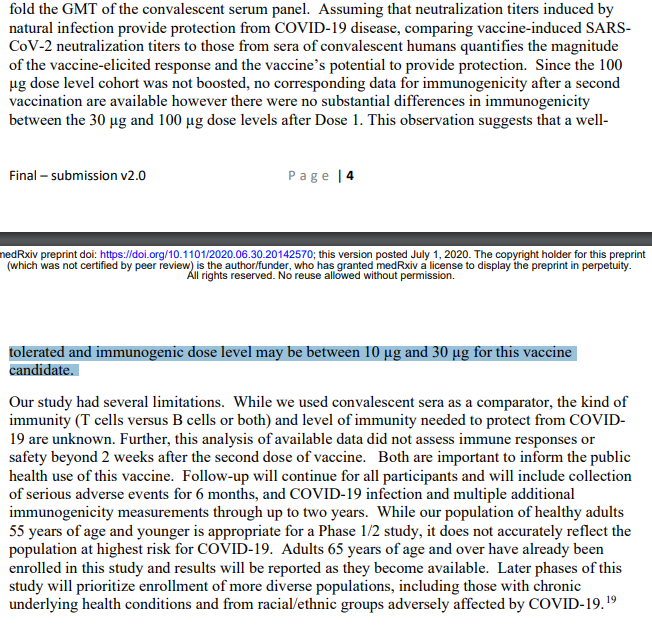 fold the GMT of the convalescent serum panel.  Assuming that neutralization titers induced by
natural infection provide protection from COVID-19 disease, comparing vaccine-induced SARS-
CoV-2 neutralization titers to those from sera of convalescent humans quantifies the magnitude
of the vaccine-elicited response and the vaccine's potential to provide protection.  Since the 100
µg dose level cohort was not boosted, no corresponding data for immunogenicity after a second
vaccination are available however there were no substantial differences in immunogenicity
between the 30 µg and 100 µg dose levels after Dose 1. This observation suggests that a well-
Final – submission v2.0 Page | 4
medRxiv preprint doi: https://doi.org/10.1101/2020.06.30.20142570; this version posted July 1, 2020. The copyright holder for this preprint
(which was not certified by peer review) is the author/funder, who has granted medRxiv a license to display the preprint in perpetuity.
All rights reserved. No reuse allowed without permission.
tolerated and immunogenic dose level may be between 10 µg and 30 µg for this vaccine
candidate.
Our study had several limitations.  While we used convalescent sera as a comparator, the kind of
immunity (T cells versus B cells or both) and level of immunity needed to protect from COVID-
19 are unknown. Further, this analysis of available data did not assess immune responses or
safety beyond 2 weeks after the second dose of vaccine.   Both are important to inform the public
health use of this vaccine.  Follow-up will continue for all participants and will include collection
of serious adverse events for 6 months, and COVID-19 infection and multiple additional
immunogenicity measurements through up to two years.  While our population of healthy adults
55 years of age and younger is appropriate for a Phase 1/2 study, it does not accurately reflect the
population at highest risk for COVID-19.  Adults 65 years of age and over have already been
enrolled in this study and results will be reported as they become available.  Later phases of this
study will prioritize enrollment of more diverse populations, including those with chronic
underlying health conditions and from racial/ethnic groups adversely affected by COVID-19.19